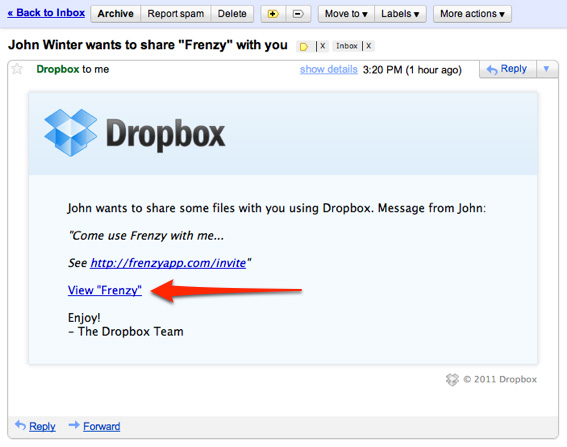 « Back to Inbox Archive Report spam Delete Move to ▾ Labels ▾ More actions ▾
John Winter wants to share "Frenzy" with you X Inbox X
Dropbox to me show details 3:20 PM (1 hour ago) Reply ▾
Dropbox
John wants to share some files with you using Dropbox. Message from John:
"Come use Frenzy with me...
See http://frenzyapp.com/invite"
View "Frenzy"
Enjoy!
- The Dropbox Team
© 2011 Dropbox
Reply Forward